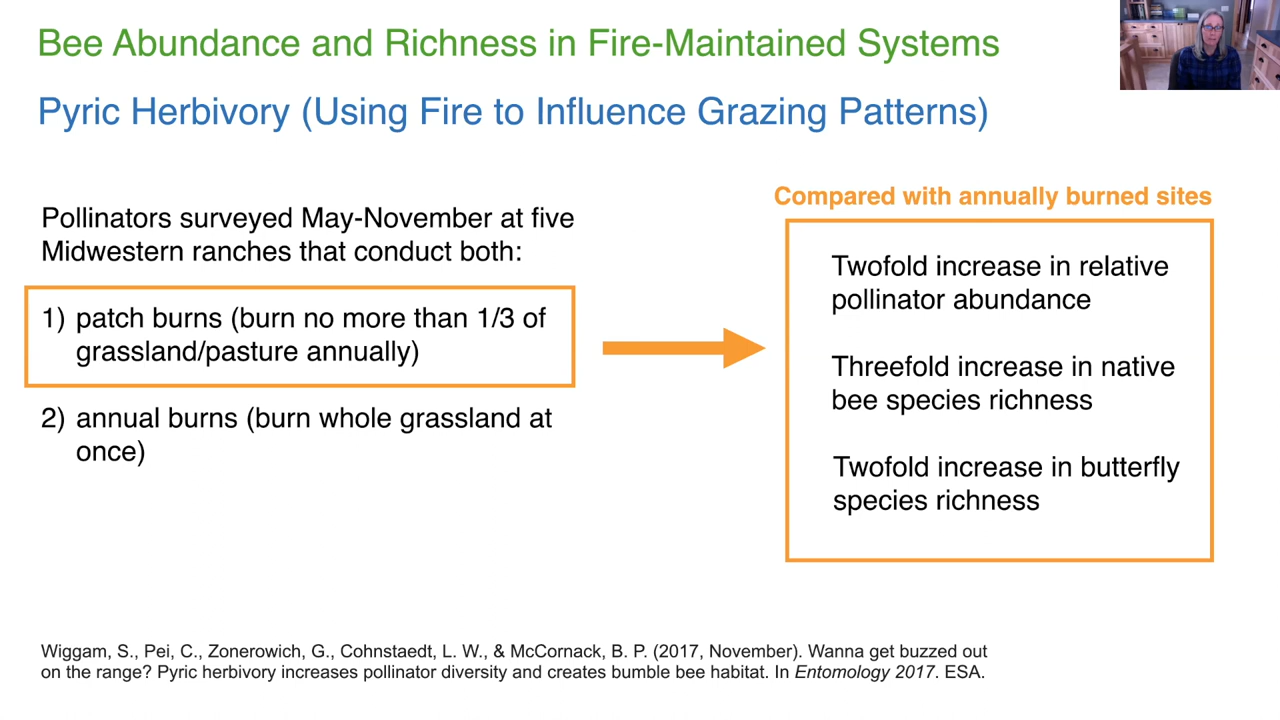 Bee Abundance and Richness in Fire-Maintained Systems
Pyric Herbivory (Using Fire to Influence Grazing Patterns)
Pollinators surveyed May-November at five
Midwestern ranches that conduct both:
1) patch burns (burn no more than 1/3 of
grassland/pasture annually)
2) annual burns (burn whole grassland at
once)
Compared with annually burned sites
Twofold increase in relative
pollinator abundance
Threefold increase in native
bee species richness
Twofold increase in butterfly
species richness
Wiggam, S., Pei, C., Zonerowich, G., Cohnstaedt, L. W., & McCornack, B. P. (2017, November). Wanna get buzzed out
on the range? Pyric herbivory increases pollinator diversity and creates bumble bee habitat. In Entomology 2017. ESA.